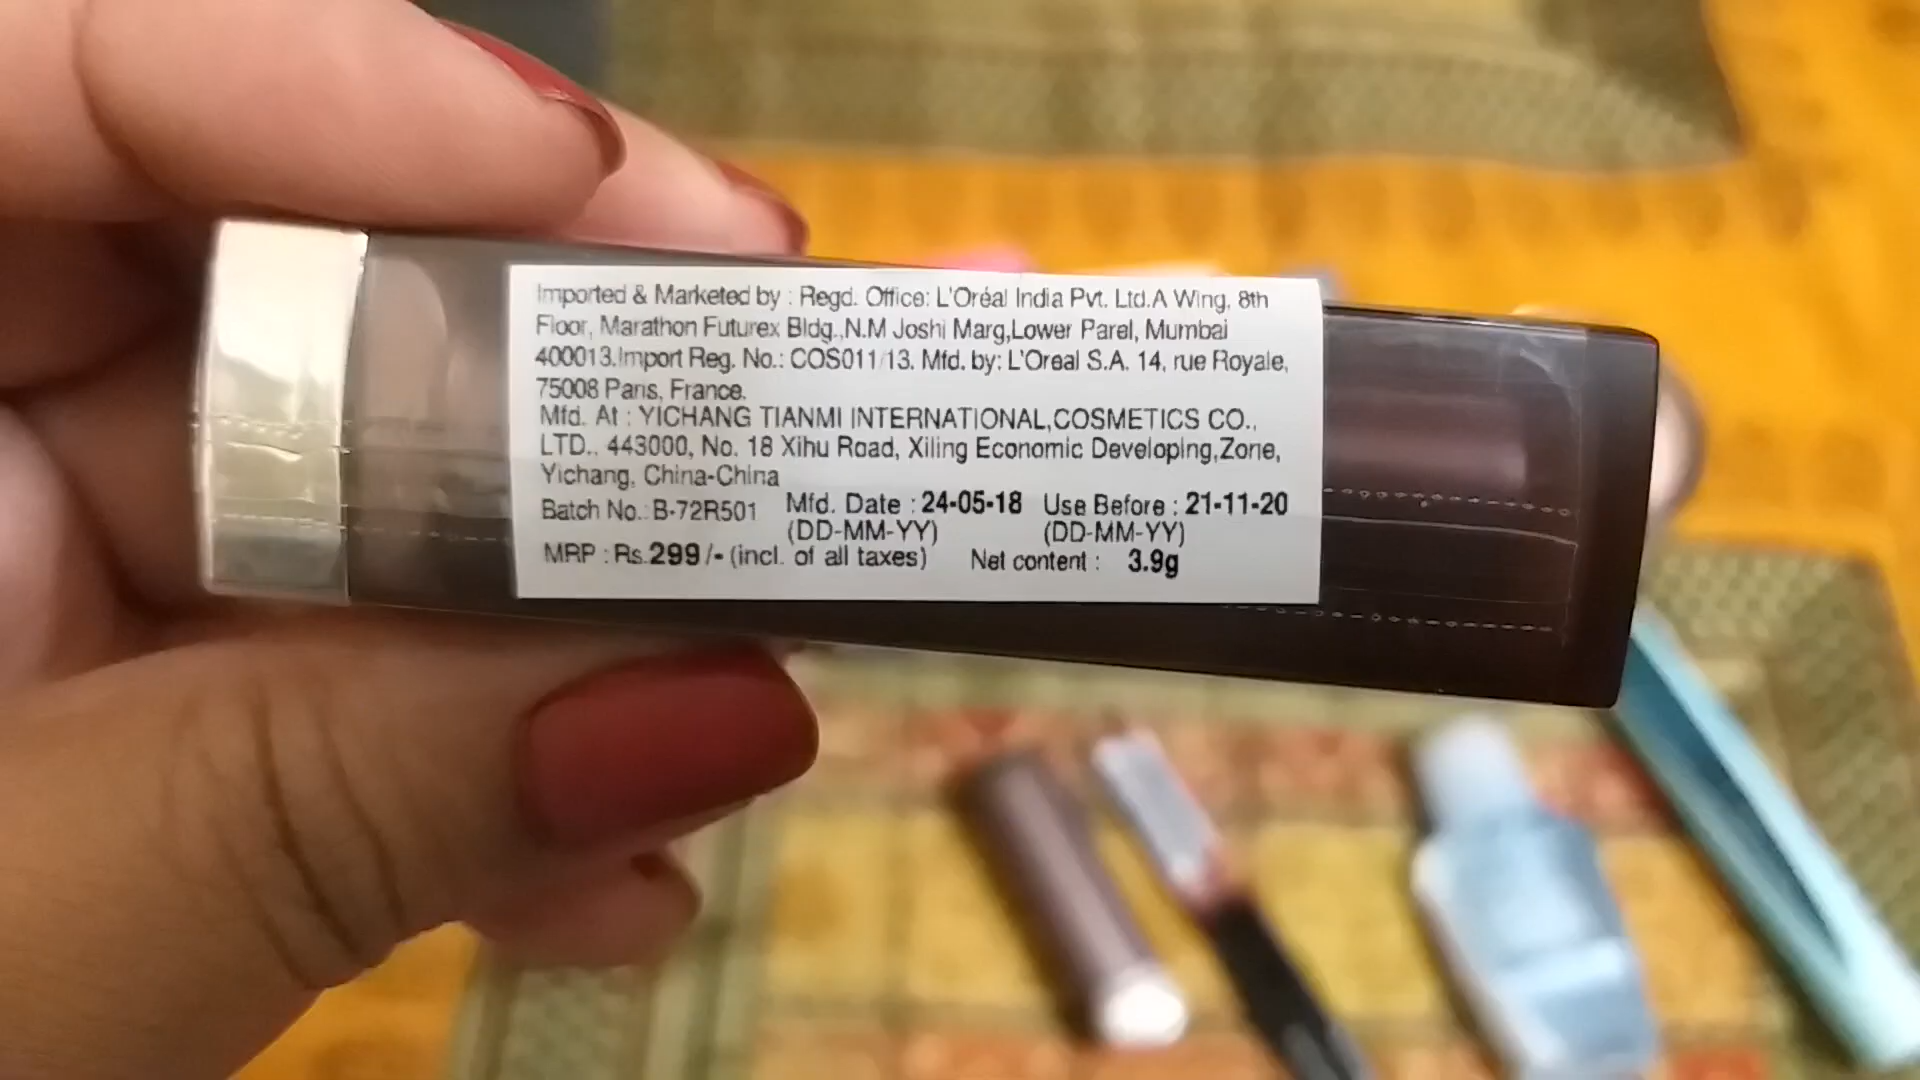 Imported & Marketed by : Regd. Office: L'Oréal India Pvt. Ltd.A Wing, 8th
Floor, Marathon Futurex Bldg.,N.M Joshi Marg,Lower Parel, Mumbai
400013.Import Reg. No.: COS011/13. Mfd. by: L'Oreal S.A. 14, rue Royale,
75008 Paris, France.
Mfd. At : YICHANG TIANMI INTERNATIONAL,COSMETICS CO.,
LTD., 443000, No. 18 Xihu Road, Xiling Economic Developing,Zone,
Yichang, China-China
Batch No.: B-72R501 Mfd. Date : 24-05-18 Use Before : 21-11-20
(DD-MM-YY) (DD-MM-YY)
MRP : Rs.299/- (incl. of all taxes) Net content : 3.9g